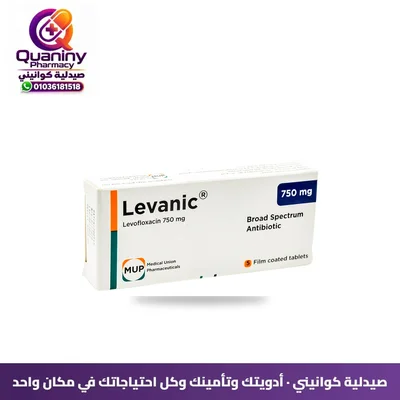 Quaniny
Pharmacy
صيدلية كوانيني
01036181518
Levanic®
Levofloxacin 750 mg
750 mg
Broad Spectrum
Antibiotic
MUP
Medical Union
Pharmaceuticals
5 Film coated tablets
صيدلية كوانيني · أدويتك وتأمينك وكل احتياجاتك في مكان واحد